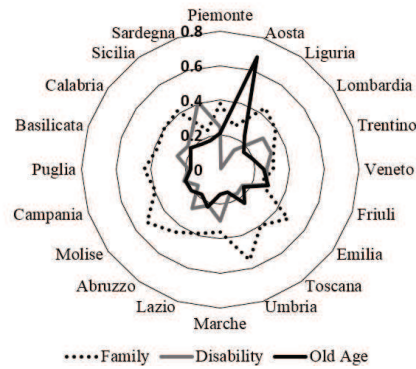 Piemonte
Sardegna
Aosta
Sicilia
Liguria
Calabria
Lombardia
Basilicata
Trentino
Puglia
Veneto
Campania
Friuli
Molise
Emilia
Abruzzo
Toscana
Lazio
Umbria
Marche
0.8
0.6
0.4
0.2
0
Family Disability Old Age